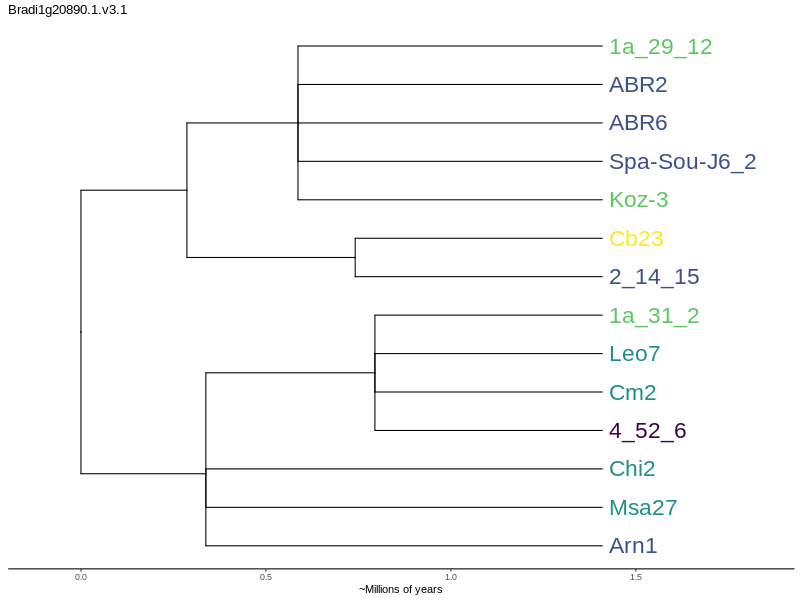 Bradi1g20890.1.v3.1
1a_29_12
ABR2
ABR6
Spa-Sou-J6_2
Koz-3
Cb23
2_14_15
1a_31_2
Leo7
Cm2
4_52_6
Chi2
Msa27
Arn1
0.0 0.5 1.0 1.5
~Millions of years